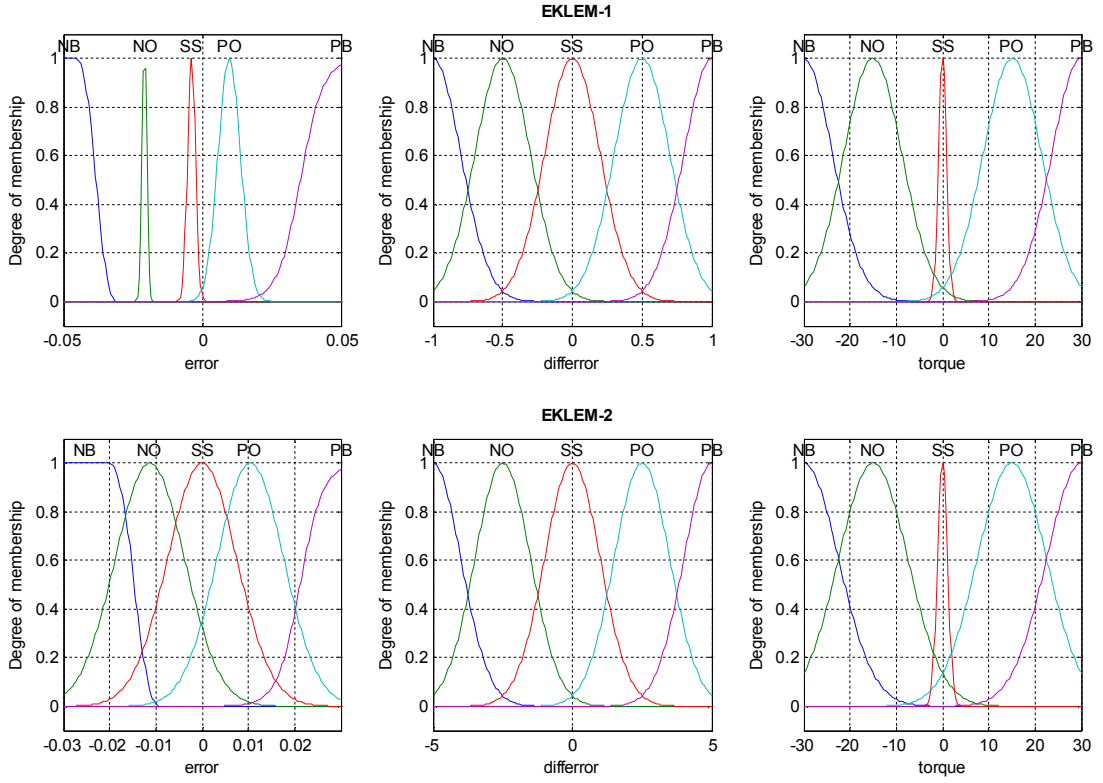 EKLEM-1
NB NO SS PO PB
NB NO SS PO PB
NB NO SS PO PB
Degree of membership
1
0.8
0.6
0.4
0.2
0
-0.05 0 0.05
error
Degree of membership
1
0.8
0.6
0.4
0.2
0
-1 -0.5 0 0.5 1
differror
Degree of membership
1
0.8
0.6
0.4
0.2
0
-30 -20 -10 0 10 20 30
torque
EKLEM-2
NB NO SS PO PB
NB NO SS PO PB
NB NO SS PO PB
Degree of membership
1
0.8
0.6
0.4
0.2
0
-0.03 -0.02 -0.01 0 0.01 0.02
error
Degree of membership
1
0.8
0.6
0.4
0.2
0
-5 0 5
differror
Degree of membership
1
0.8
0.6
0.4
0.2
0
-30 -20 -10 0 10 20 30
torque